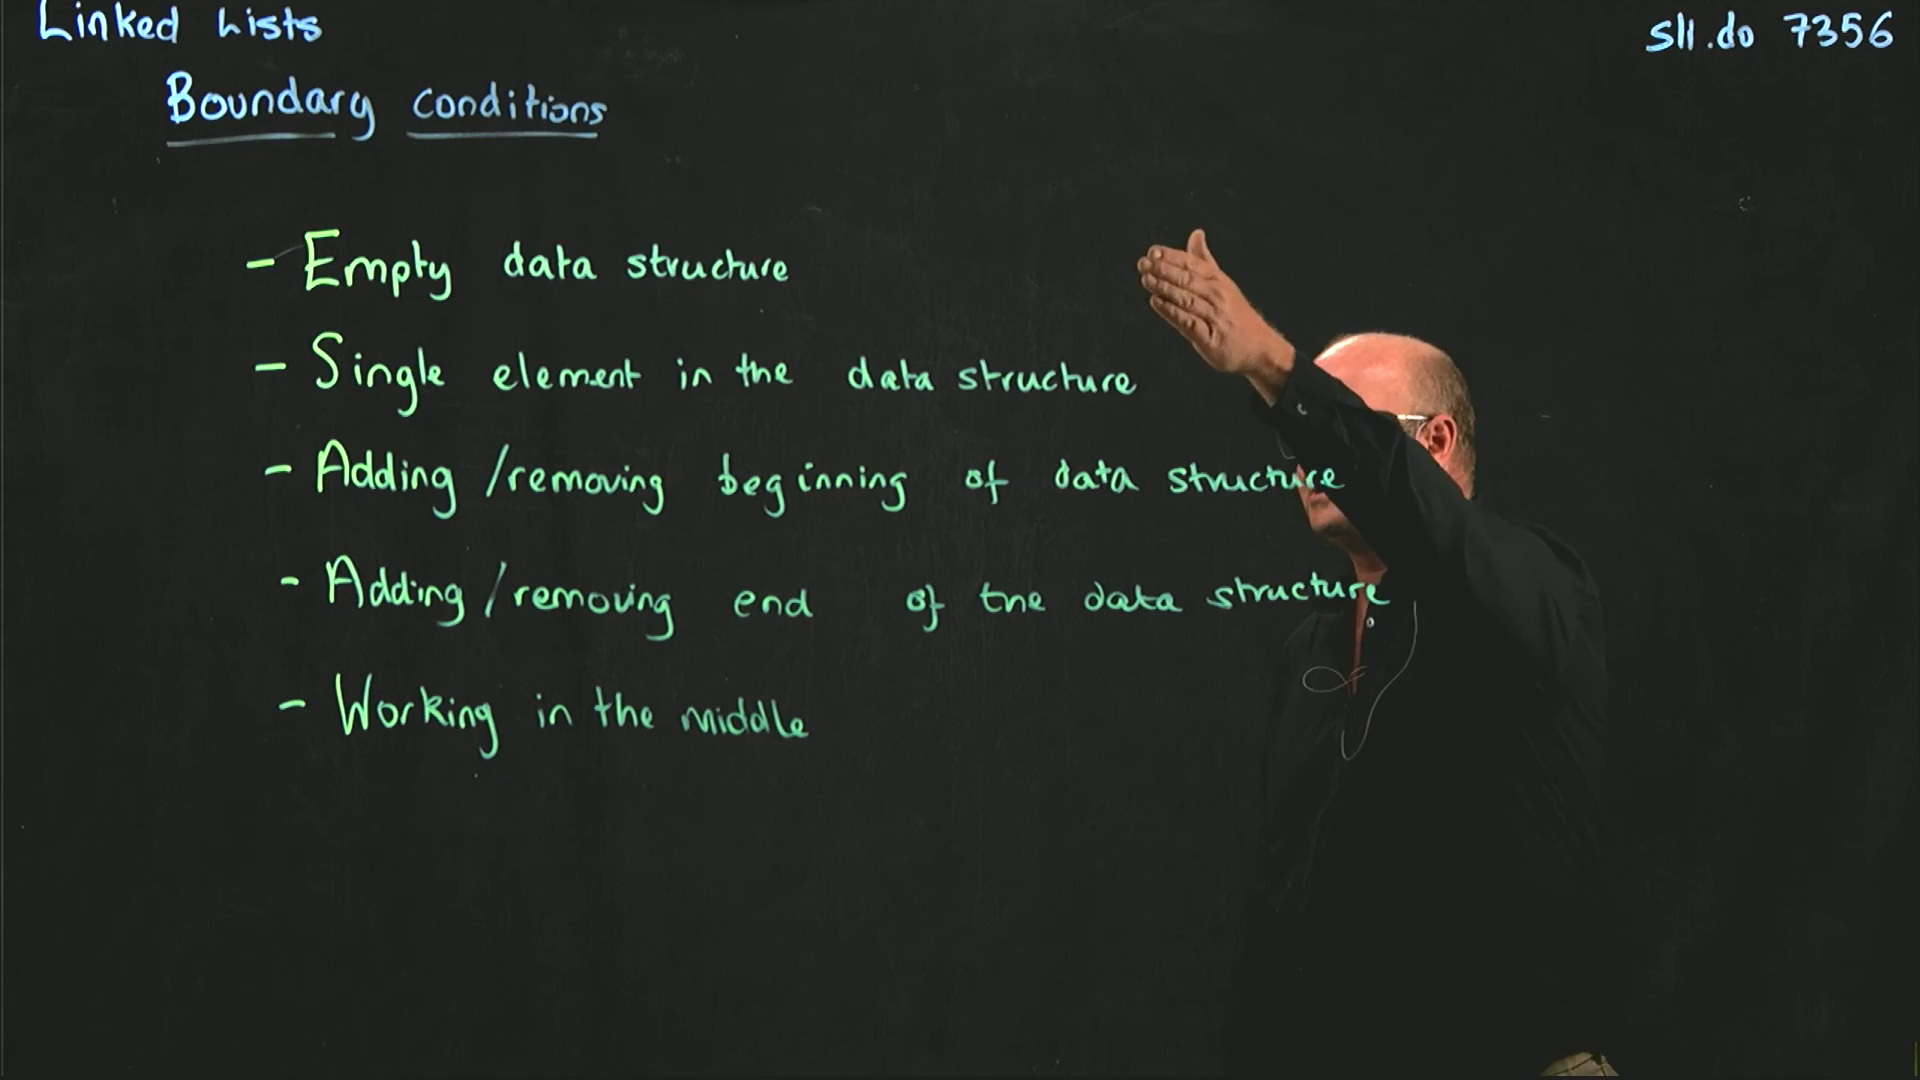 Linked Lists
sli.do 7356
Boundary conditions
- Empty data structure
- Single element in the data structure
- Adding /removing beginning of data structure
- Adding /removing end of the data structure
- Working in the middle